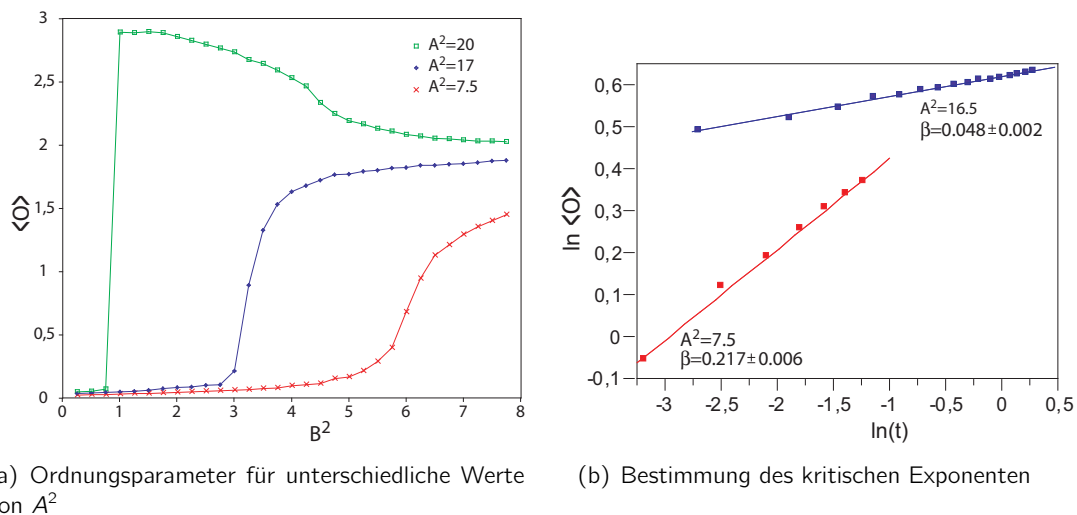 3
2,5
2
1,5
1
0,5
0
0 1 2 3 4 5 6 7 8
⟨O⟩
B²
A²=20
A²=17
A²=7.5
0,6
0,5
0,3
0,2
0,1
0
-0,1
-3 -2,5 -2 -1,5 -1 -0,5 0 0,5
ln ⟨O⟩
ln(t)
A²=16.5
β=0.048±0.002
A²=7.5
β=0.217±0.006
a) Ordnungsparameter für unterschiedliche Werte
on A²
(b) Bestimmung des kritischen Exponenten